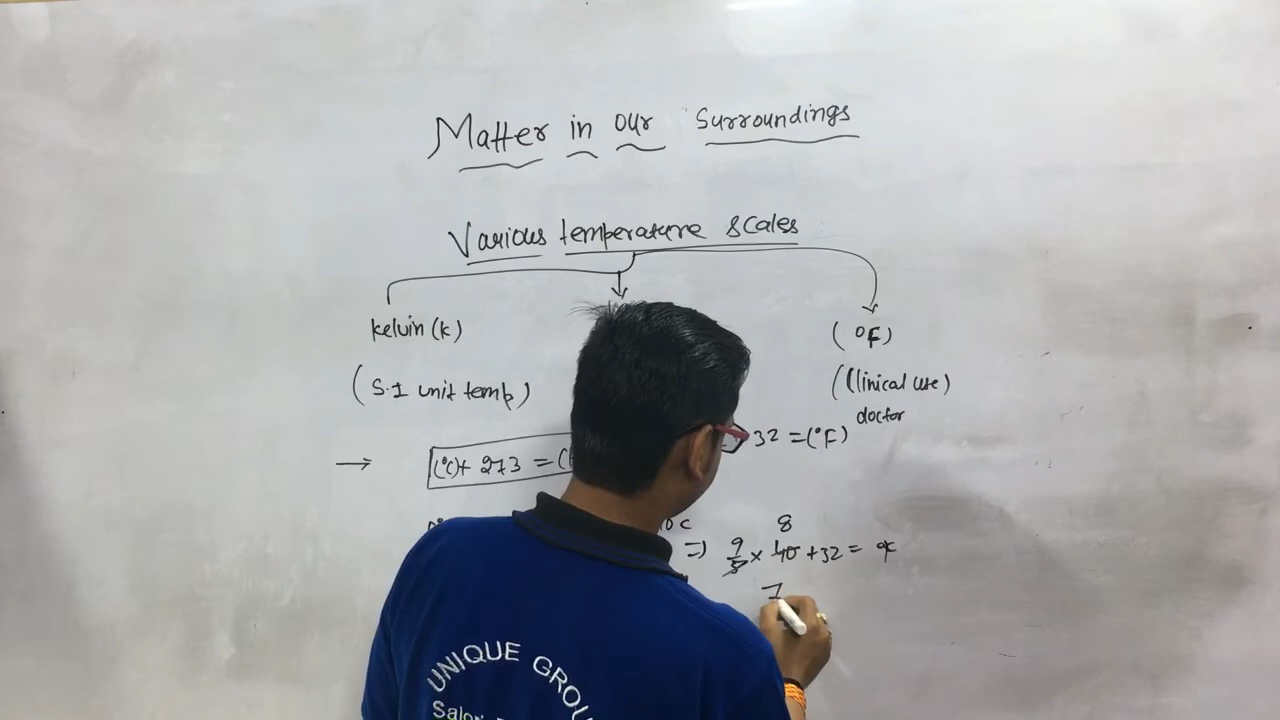 Matter in our Surroundings
Various temperature scales
kelvin (k)
(°F)
(S.I unit temp)
(Clinical use)
doctor
32 = (°F)
→ (°C)+ 273 = (
8
=) 9/5 x 40 +32 = x
7
UNIQUE GROU